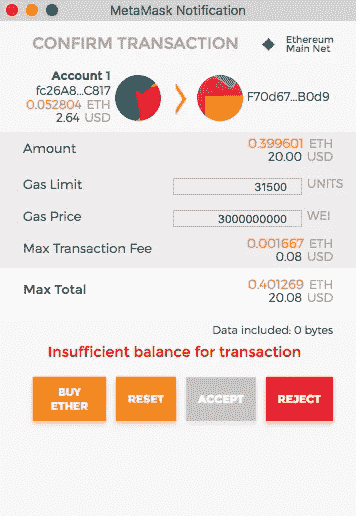 MetaMask Notification
CONFIRM TRANSACTION
Ethereum
Main Net
Account 1
fc26A8...C817
0.052804 ETH
2.64 USD
F70d67...B0d9
Amount
0.399601 ETH
20.00 USD
Gas Limit
31500 UNITS
Gas Price
3000000000 WEI
Max Transaction Fee
0.001667 ETH
0.08 USD
Max Total
0.401269 ETH
20.08 USD
Data included: 0 bytes
Insufficient balance for transaction
BUY
ETHER
RESET
ACCEPT
REJECT